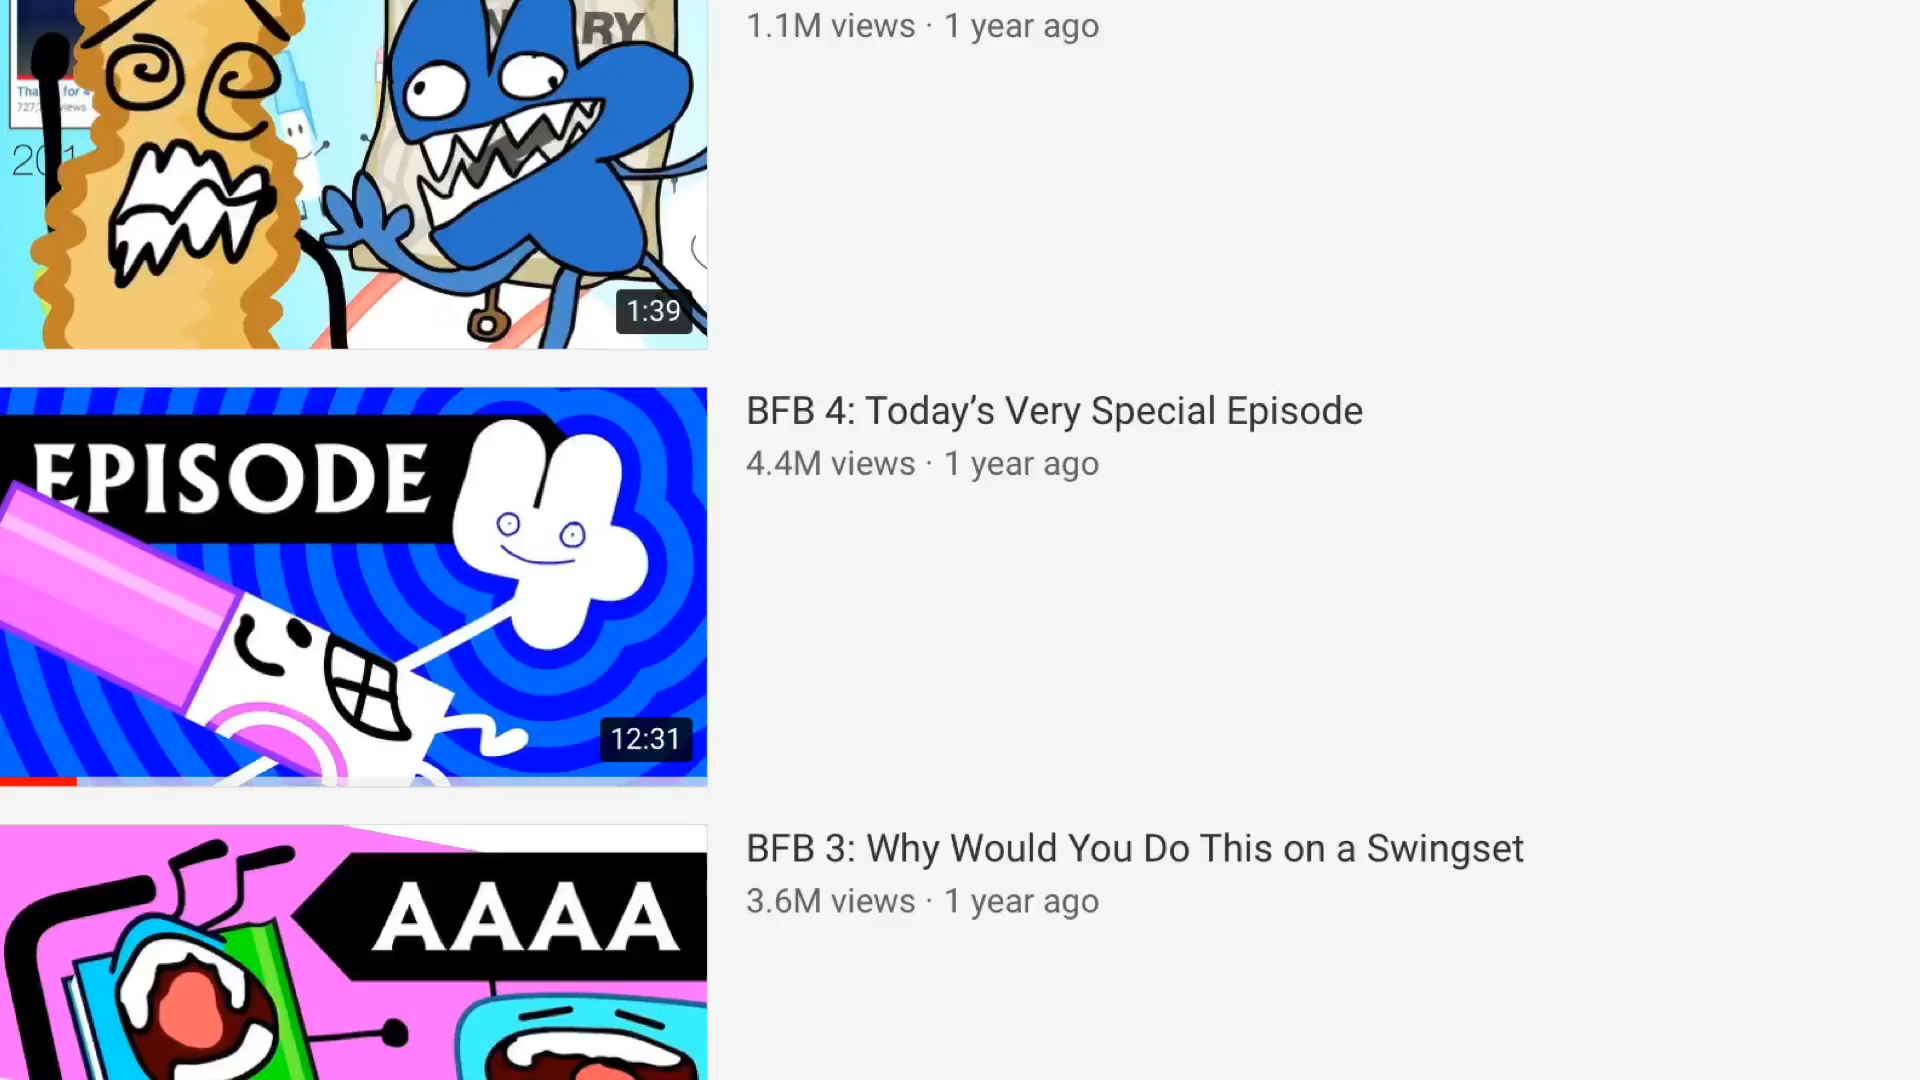 RY
1.1M views · 1 year ago
1:39
BFB 4: Today’s Very Special Episode
4.4M views · 1 year ago
EPISODE
12:31
BFB 3: Why Would You Do This on a Swingset
3.6M views · 1 year ago
AAAA